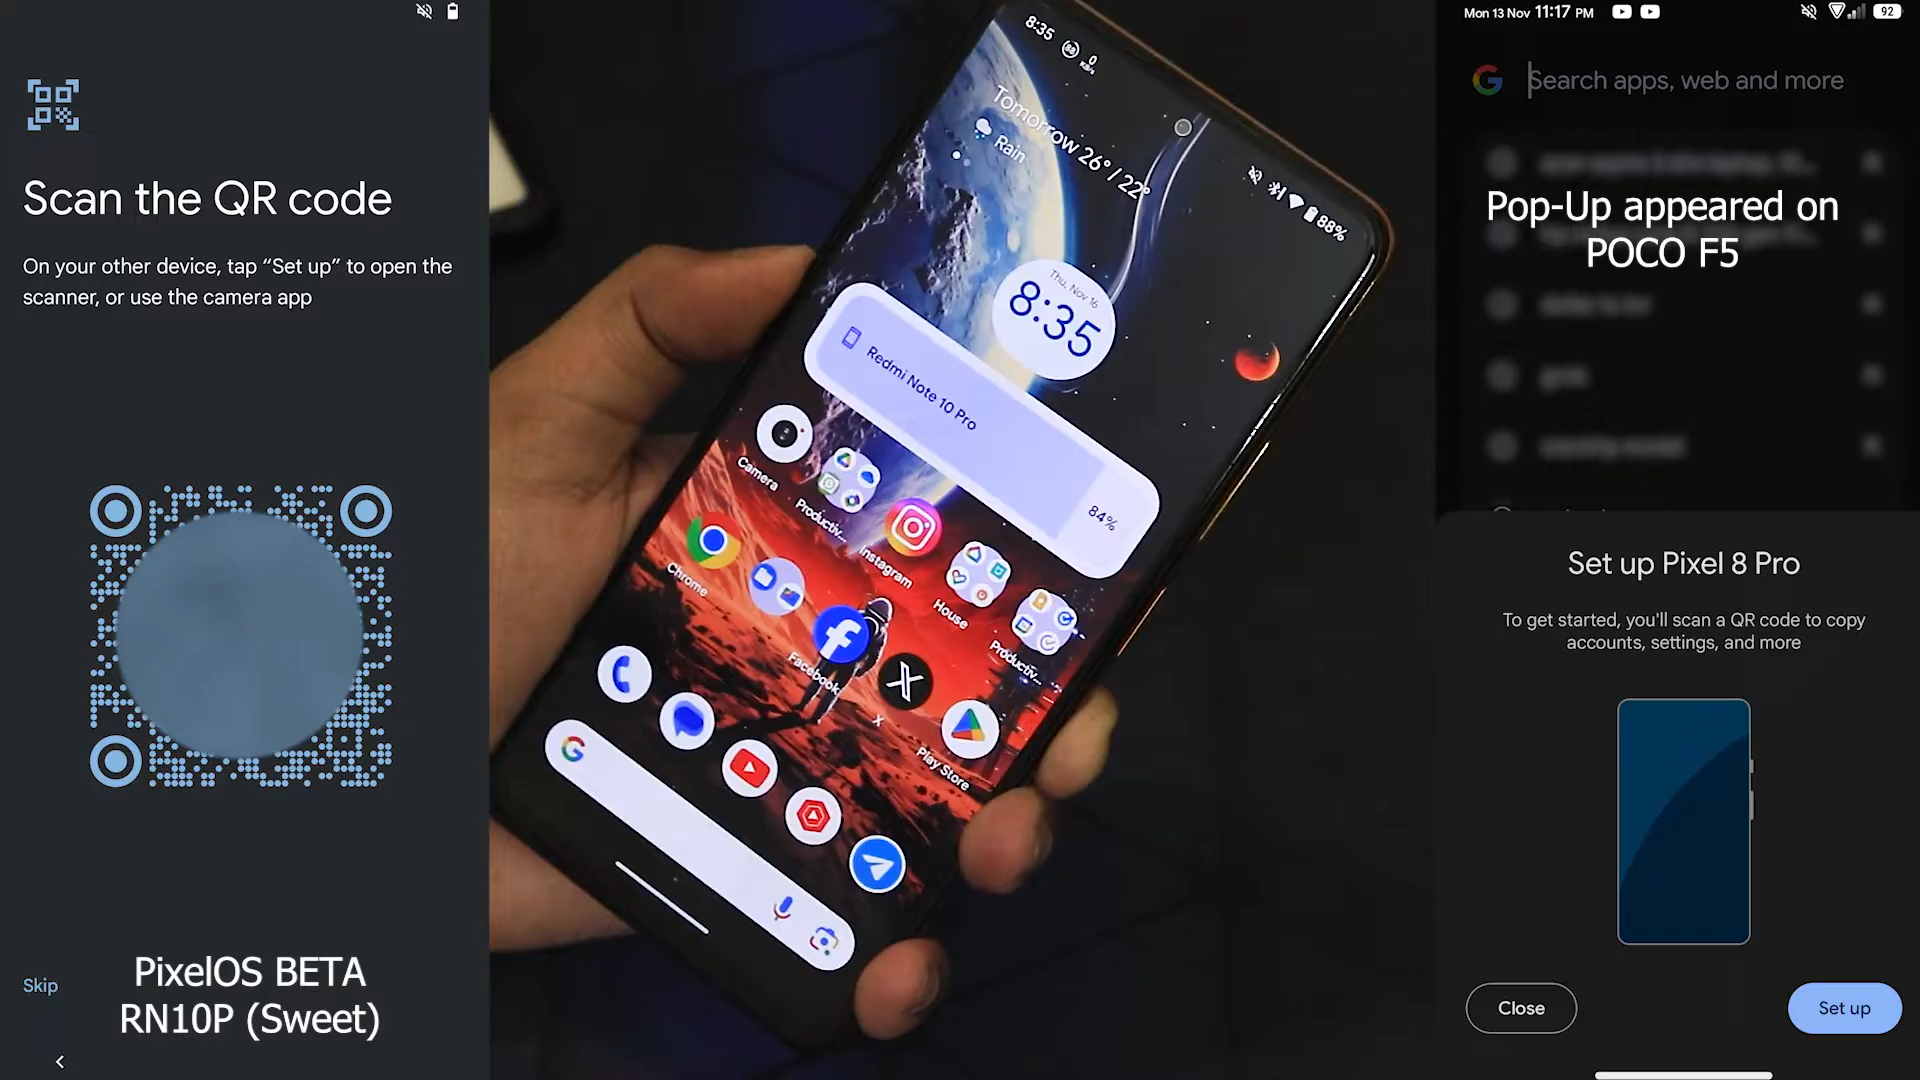 Scan the QR code
On your other device, tap “Set up” to open the
scanner, or use the camera app
Skip
PixelOS BETA
RN10P (Sweet)
8:35
88
0
KB/s
Tomorrow 26° / 22°
Rain
88%
Thu, Nov 16
8:35
Redmi Note 10 Pro
84%
Camera
Productiv...
Instagram
House
Productiv...
Chrome
Facebook
X
Play Store
Mon 13 Nov 11:17 PM
92
Search apps, web and more
Pop-Up appeared on
POCO F5
Set up Pixel 8 Pro
To get started, you'll scan a QR code to copy
accounts, settings, and more
Close
Set up